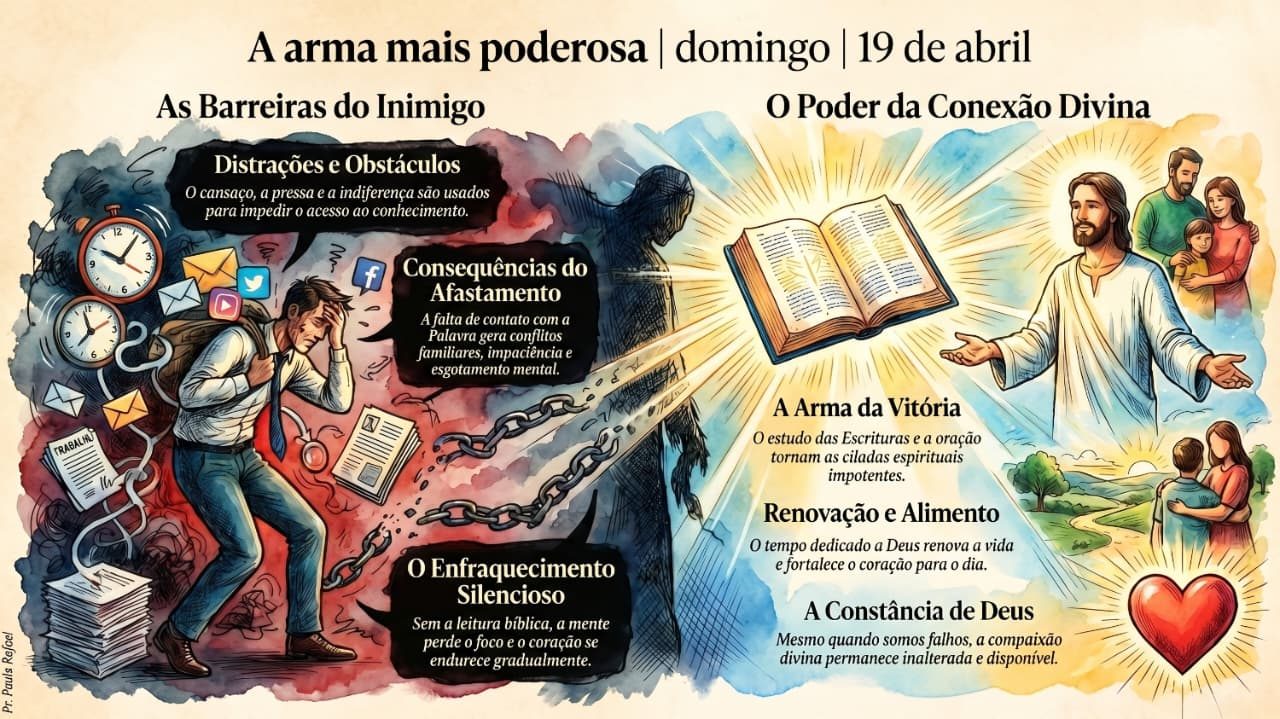 A arma mais poderosa | domingo | 19 de abril
As Barreiras do Inimigo
Distrações e Obstáculos
O cansaço, a pressa e a indiferença são usados
para impedir o acesso ao conhecimento.
Consequências do
Afastamento
A falta de contato com a
Palavra gera conflitos
familiares, impaciência e
esgotamento mental.
TRABALHO
O Enfraquecimento
Silencioso
Sem a leitura bíblica, a mente
perde o foco e o coração se
endurece gradualmente.
O Poder da Conexão Divina
A Arma da Vitória
O estudo das Escrituras e a oração
tornam as ciladas espirituais
impotentes.
Renovação e Alimento
O tempo dedicado a Deus renova a vida
e fortalece o coração para o dia.
A Constância de Deus
Mesmo quando somos falhos, a compaixão
divina permanece inalterada e disponível.
Pr. Pauls Refael